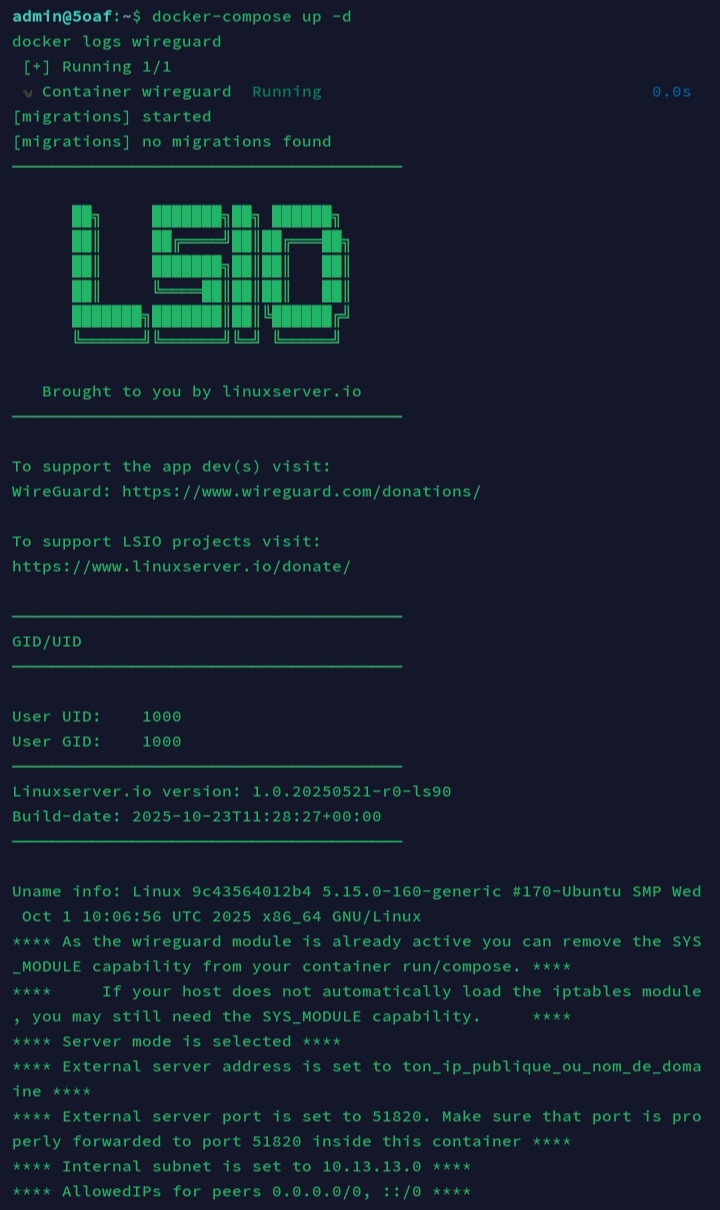 admin@5oaf:~$ docker-compose up -d
docker logs wireguard
[+] Running 1/1
Container wireguard  Running 0.0s
[migrations] started
[migrations] no migrations found
LSIO
Brought to you by linuxserver.io
To support the app dev(s) visit:
WireGuard: https://www.wireguard.com/donations/
To support LSIO projects visit:
https://www.linuxserver.io/donate/
GID/UID
User UID:    1000
User GID:    1000
Linuxserver.io version: 1.0.20250521-r0-ls90
Build-date: 2025-10-23T11:28:27+00:00
Uname info: Linux 9c43564012b4 5.15.0-160-generic #170-Ubuntu SMP Wed
Oct 1 10:06:56 UTC 2025 x86_64 GNU/Linux
**** As the wireguard module is already active you can remove the SYS
_MODULE capability from your container run/compose. ****
****     If your host does not automatically load the iptables module
, you may still need the SYS_MODULE capability.     ****
**** Server mode is selected ****
**** External server address is set to ton_ip_publique_ou_nom_de_doma
ine ****
**** External server port is set to 51820. Make sure that port is pro
perly forwarded to port 51820 inside this container ****
**** Internal subnet is set to 10.13.13.0 ****
**** AllowedIPs for peers 0.0.0.0/0, ::/0 ****